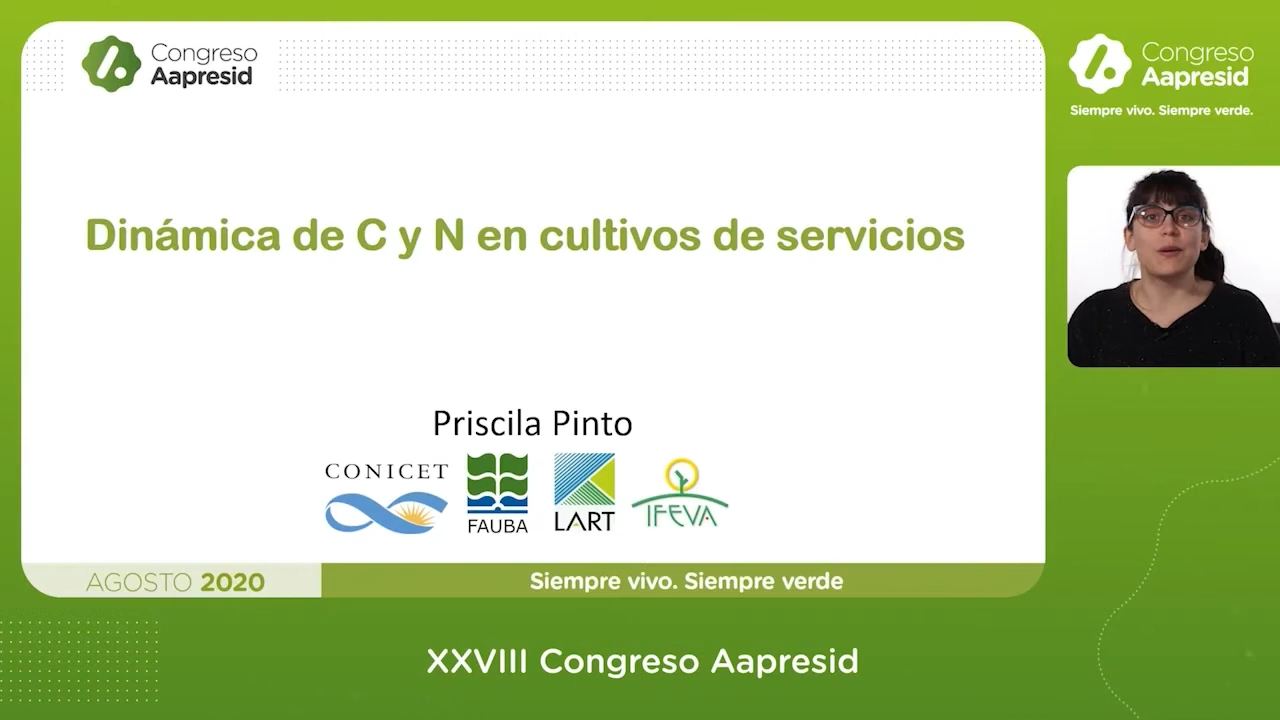 Congreso
Aapresid
Congreso
Aapresid
Siempre vivo. Siempre verde.
Dinámica de C y N en cultivos de servicios
Priscila Pinto
CONICET
FAUBA
LART
IFEVA
AGOSTO 2020
Siempre vivo. Siempre verde
XXVIII Congreso Aapresid